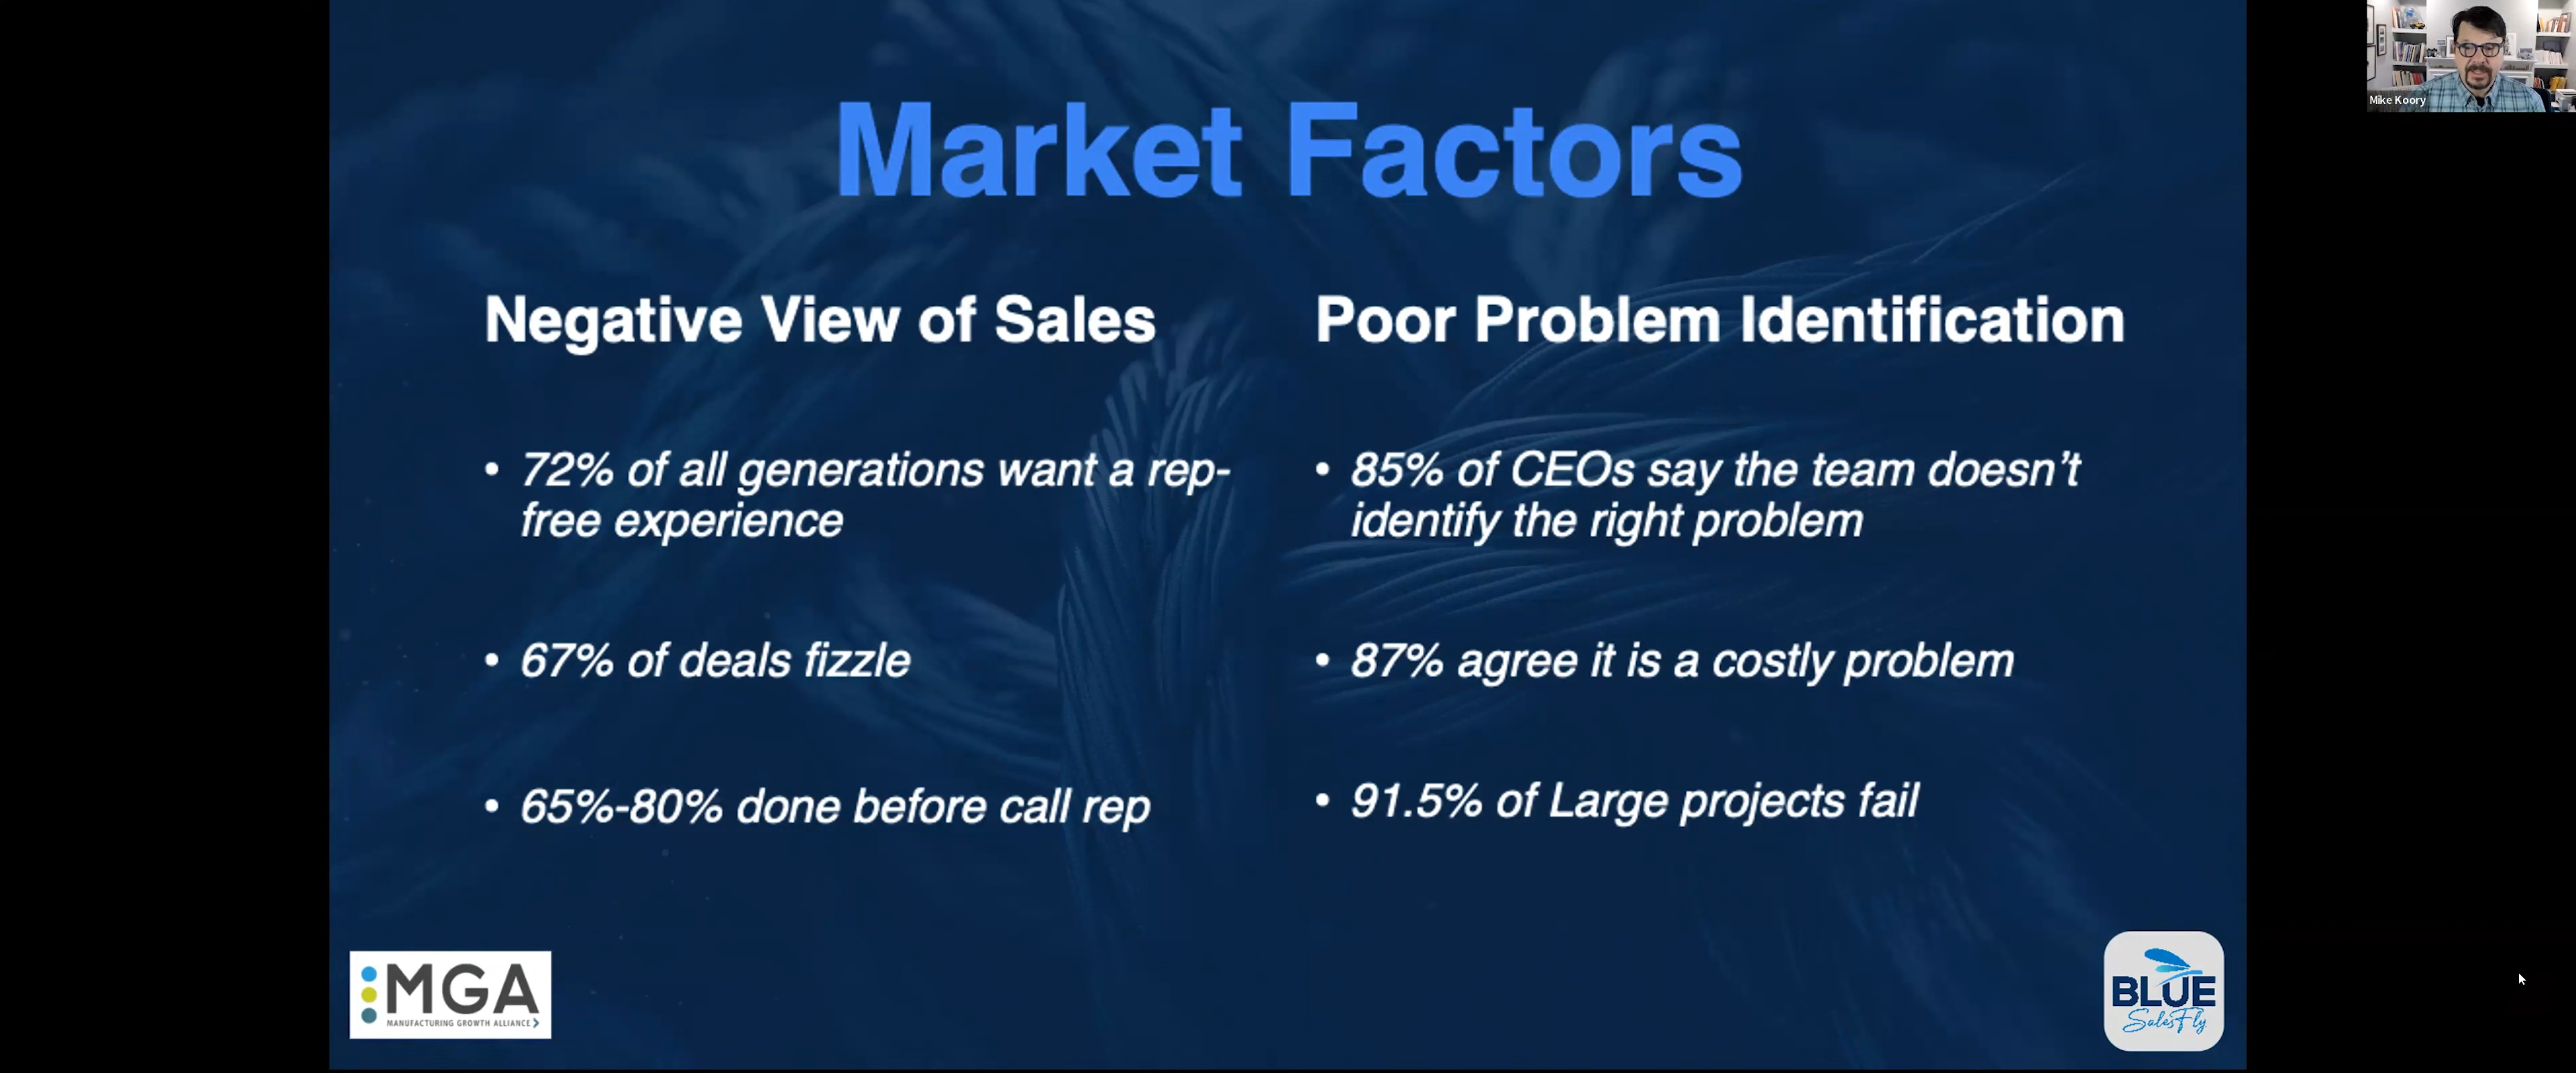 Market Factors
Negative View of Sales
• 72% of all generations want a rep-
free experience
• 67% of deals fizzle
• 65%-80% done before call rep
Poor Problem Identification
• 85% of CEOs say the team doesn't
identify the right problem
• 87% agree it is a costly problem
• 91.5% of Large projects fail
MGA
MANUFACTURING GROWTH ALLIANCE
BLUE
SalesFly
Mike Koory